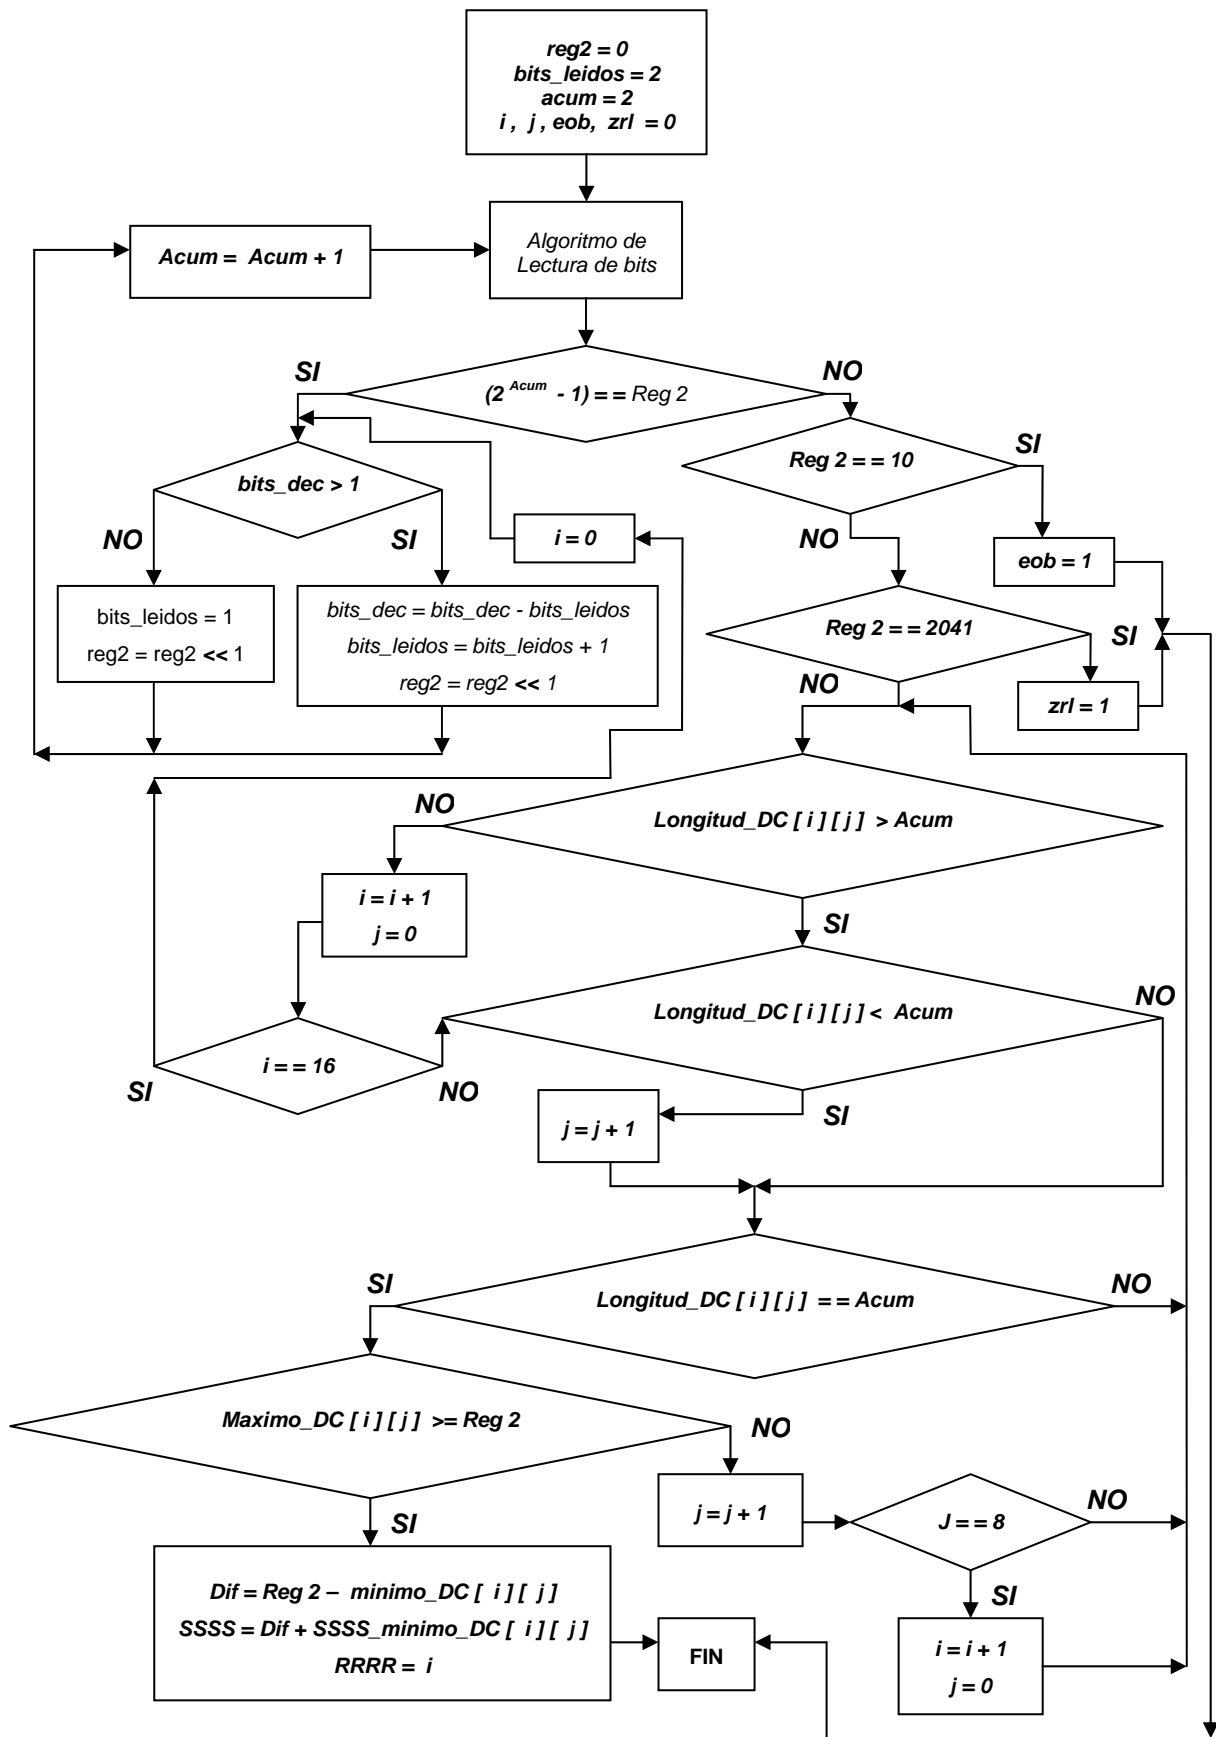 reg2 = 0
bits_leidos = 2
acum = 2
i , j , eob, zrl = 0
Acum = Acum + 1
Algoritmo de
Lectura de bits
SI
NO
(2 Acum - 1) = = Reg 2
SI
Reg 2 = = 10
bits_dec > 1
NO
SI
i = 0
NO
eob = 1
bits_leidos = 1
reg2 = reg2 << 1
bits_dec = bits_dec - bits_leidos
bits_leidos = bits_leidos + 1
reg2 = reg2 << 1
Reg 2 = = 2041
SI
NO
zrl = 1
NO
Longitud_DC [ i ] [ j ] > Acum
i = i + 1
j = 0
SI
Longitud_DC [ i ] [ j ] < Acum
NO
i = = 16
SI
NO
SI
j = j + 1
SI
NO
Longitud_DC [ i ] [ j ] = = Acum
Maximo_DC [ i ] [ j ] >= Reg 2
NO
j = j + 1
J = = 8
NO
SI
SI
Dif = Reg 2 – minimo_DC [ i ] [ j ]
SSSS = Dif + SSSS_minimo_DC [ i ] [ j ]
RRRR = i
FIN
i = i + 1
j = 0